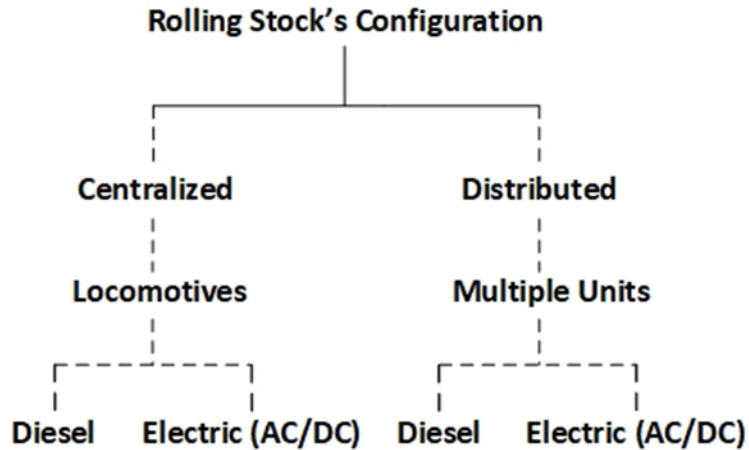 Rolling Stock’s Configuration
Centralized Distributed
Locomotives Multiple Units
Diesel Electric (AC/DC) Diesel Electric (AC/DC)